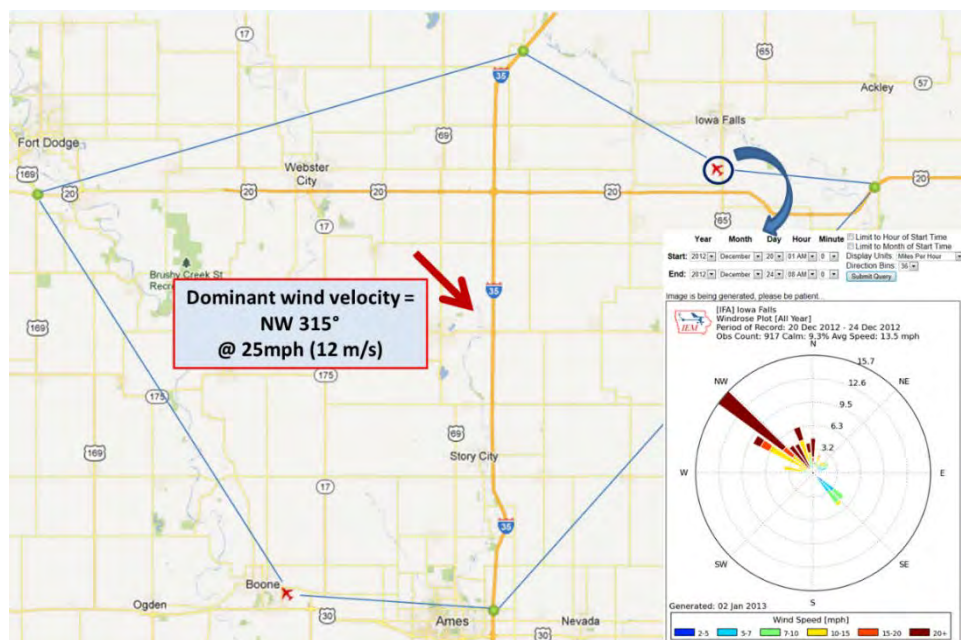 17
35
65
Ackley
57
Iowa Falls
69
Fort Dodge
169
Webster
City
20
20
20
20
20
65
17
Brushy Creek St
Recre
35
Dominant wind velocity =
NW 315°
@ 25mph (12 m/s)
169
175
175
169
69
Story City
17
35
Boone
Ogden
30
Ames
30
Nevada
Year Month Day Hour Minute
Limit to Hour of Start Time
Limit to Month of Start Time
Start: 2012 December 20 01 AM 0
Display Units: Miles Per Hour
Direction Bins: 36
End: 2012 December 24 08 AM 0
Submit Query
Image is being generated, please be patient...
IEM
[IFA] Iowa Falls
Windrose Plot [All Year]
Period of Record: 20 Dec 2012 - 24 Dec 2012
Obs Count: 917 Calm: 9.3% Avg Speed: 13.5 mph
N
15.7
NW
12.6
NE
9.5
6.3
3.2
W
E
SW
SE
S
Generated: 02 Jan 2013
Wind Speed [mph]
2-5 5-7 7-10 10-15 15-20 20+